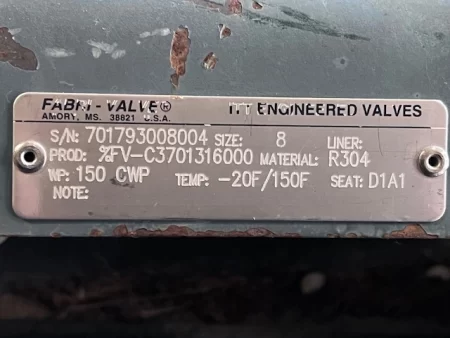 FABRI-VALVE® ITT ENGINEERED VALVES
AMORY, MS. 38821 U.S.A.
S/N: 701793008004 SIZE: 8 LINER:
PROD: %FV-C3701316000 MATERIAL: R304
WP: 150 CWP TEMP: -20F/150F SEAT: D1A1
NOTE: